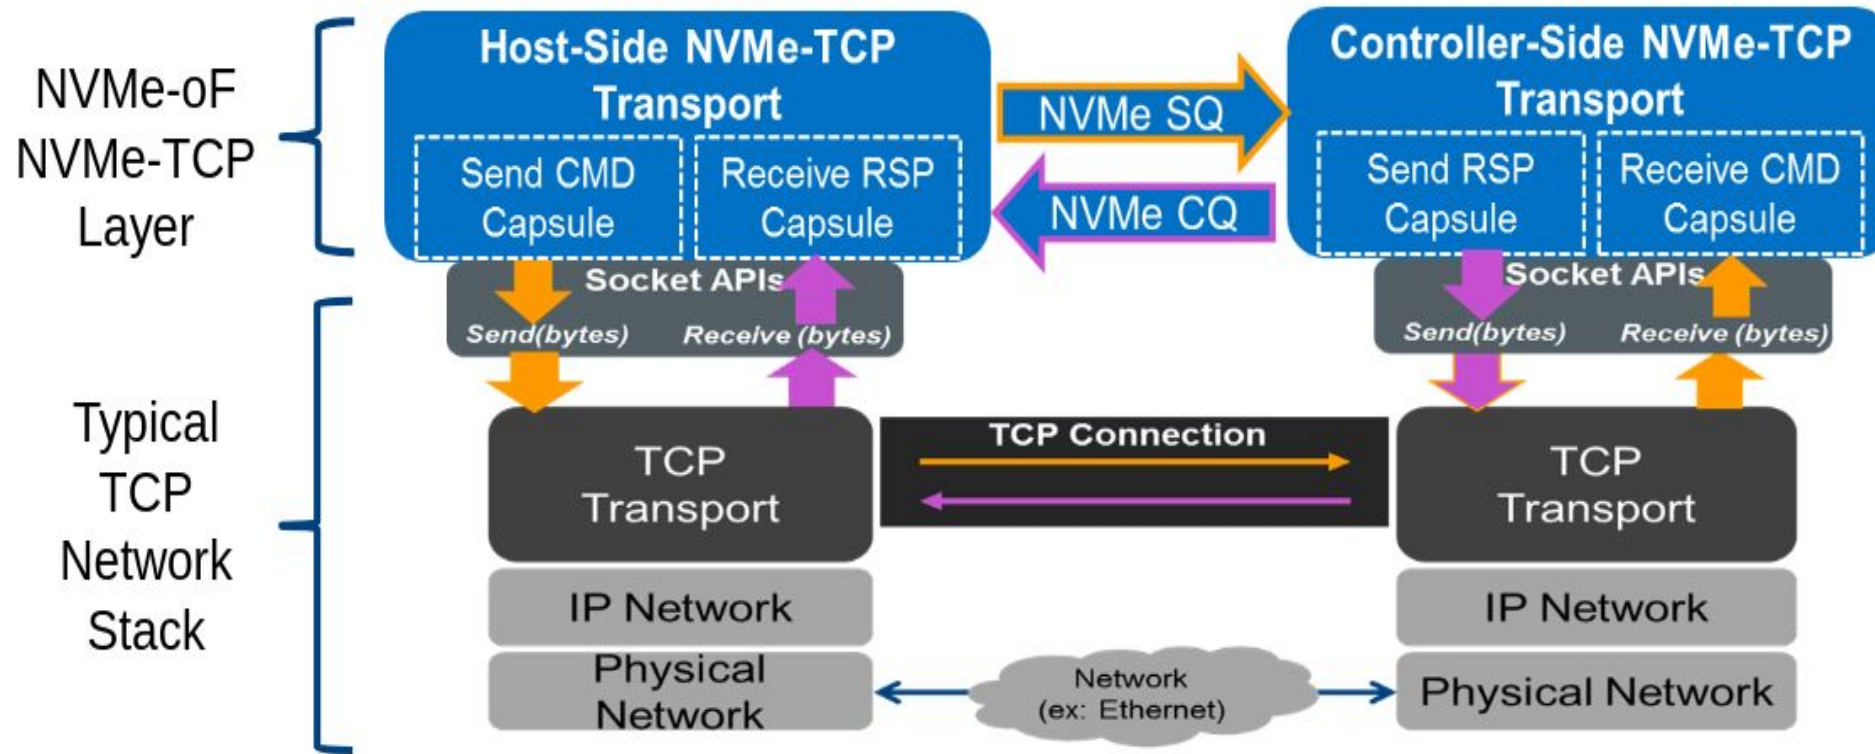 NVMe-oF
NVMe-TCP
Layer
Host-Side NVMe-TCP
Transport
Send CMD
Capsule
Receive RSP
Capsule
NVMe SQ
NVMe CQ
Controller-Side NVMe-TCP
Transport
Send RSP
Capsule
Receive CMD
Capsule
Socket APIs
Send(bytes)
Receive (bytes)
Socket APIs
Send(bytes)
Receive (bytes)
Typical
TCP
Network
Stack
TCP
Transport
TCP Connection
TCP
Transport
IP Network
IP Network
Physical
Network
Network
(ex: Ethernet)
Physical Network